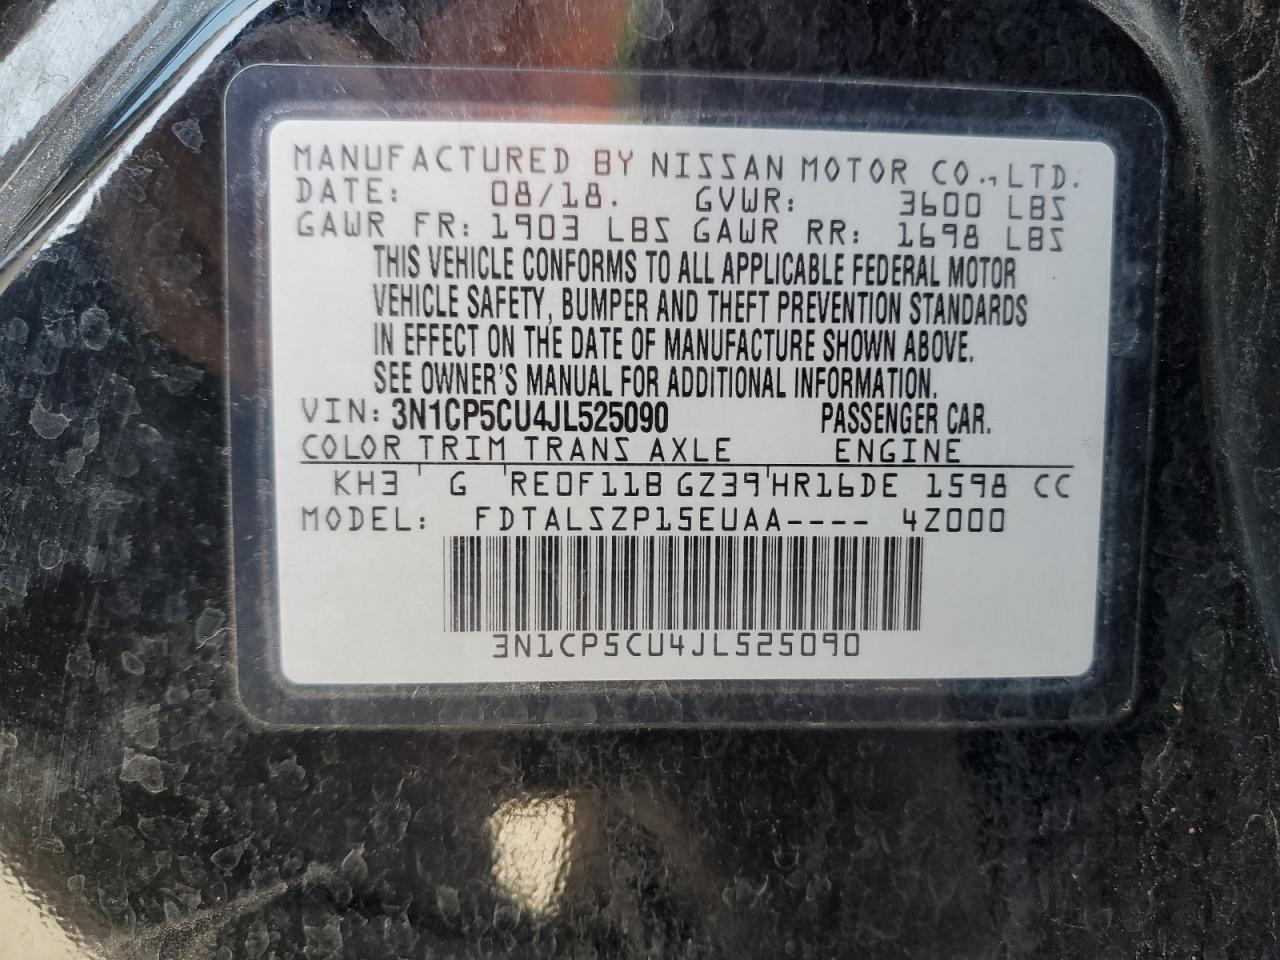 MANUFACTURED BY NISSAN MOTOR CO., LTD.
DATE: 08/18. GVWR: 3600 LBS
GAWR FR: 1903 LBS GAWR RR: 1698 LBS
THIS VEHICLE CONFORMS TO ALL APPLICABLE FEDERAL MOTOR
VEHICLE SAFETY, BUMPER AND THEFT PREVENTION STANDARDS
IN EFFECT ON THE DATE OF MANUFACTURE SHOWN ABOVE.
SEE OWNER'S MANUAL FOR ADDITIONAL INFORMATION.
VIN: 3N1CP5CU4JL525090 PASSENGER CAR.
COLOR TRIM TRANS AXLE ENGINE
KH3 G RE0F11B GZ39 HR16DE 1598 CC
MODEL: FDTALSZP15EUAA---- 4Z000
3N1CP5CU4JL525090